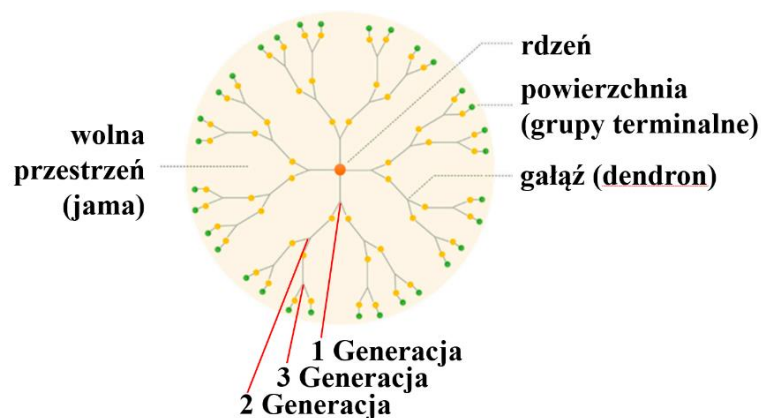 rdzeń
powierzchnia
(grupy terminalne)
wolna
przestrzeń
(jama)
gałąź (dendron)
1 Generacja
3 Generacja
2 Generacja